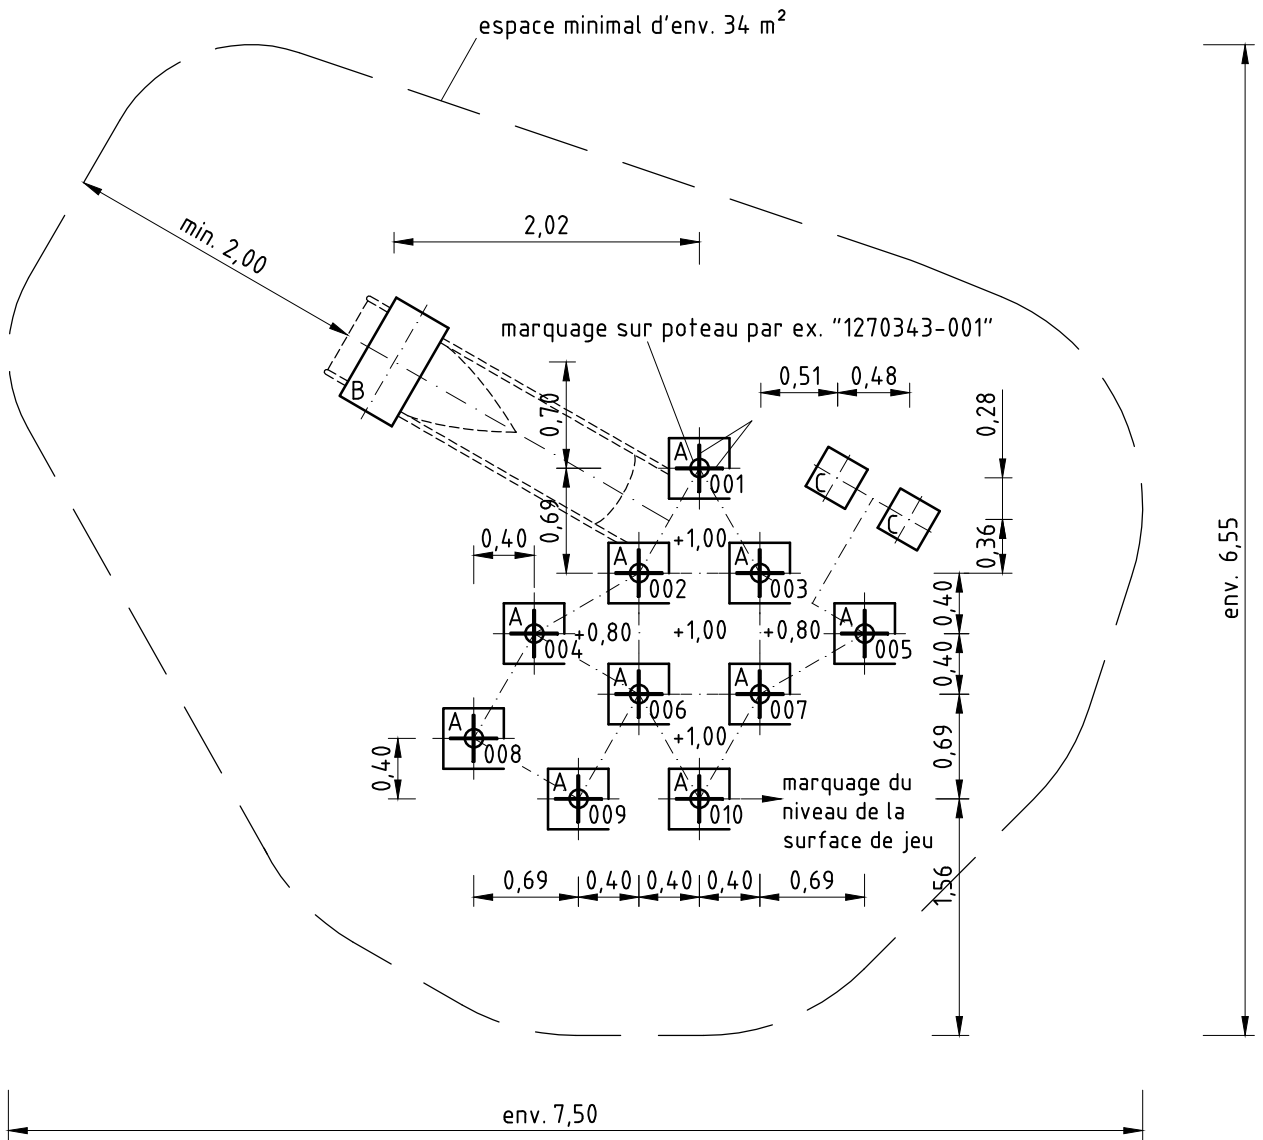 espace minimal d'env. 34 m²
min. 2,00
2,02
marquage sur poteau par ex. "1270343-001"
0,51
0,48
0,70
0,28
B
A
001
C
C
0,69
0,36
0,40
+1,00
A
002
A
003
0,40
A
004
+0,80
+1,00
+0,80
A
005
0,40
A
006
A
007
A
008
+1,00
0,69
0,40
A
009
A
010
marquage du
niveau de la
surface de jeu
0,69
0,40
0,40
0,40
0,69
1,56
env. 6,55
env. 7,50